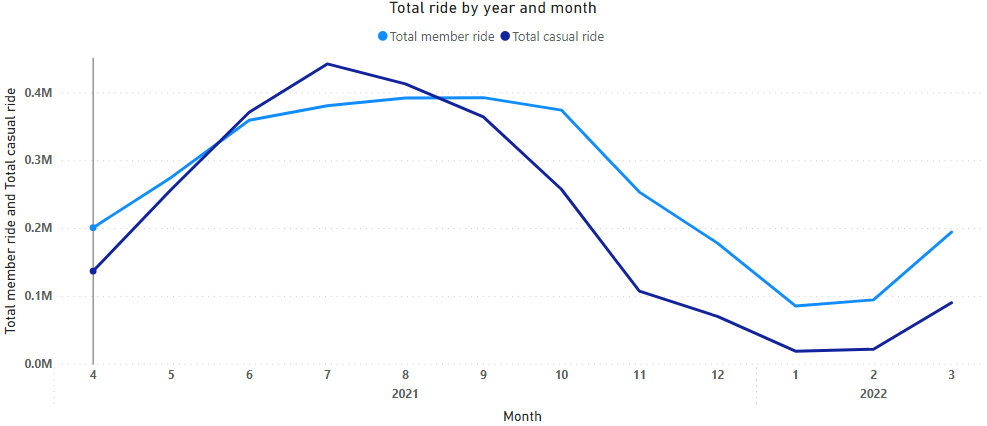 Total ride by year and month
Total member ride Total casual ride
Total member ride and Total casual ride
0.4M
0.3M
0.2M
0.1M
0.0M
4 5 6 7 8 9 10 11 12 1 2 3
2021 2022
Month